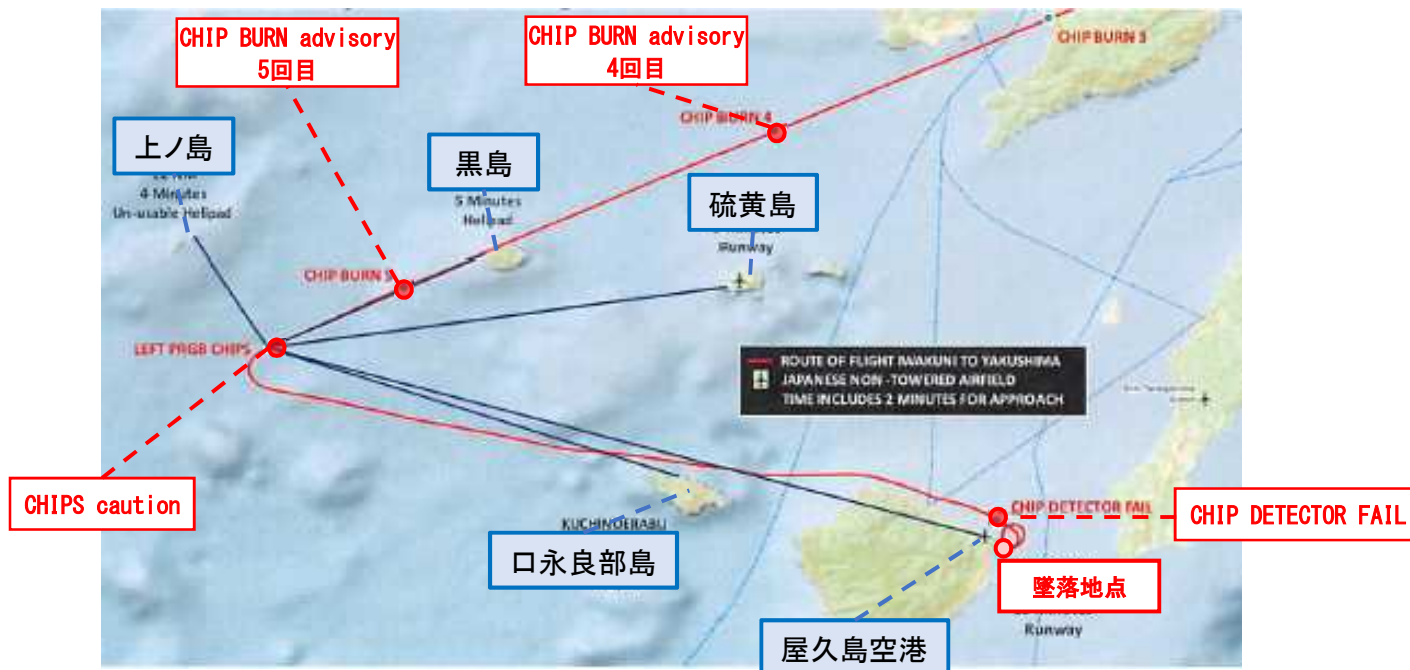 CHIP BURN advisory
5回目
CHIP BURN advisory
4回目
CHIP BURN 3
CHIP BURN 4
上ノ島
4 Minutes
Un-usable Helipad
黒島
5 Minutes
Helipad
硫黄島
Runway
CHIP BURN 5
LEFT PRGB CHIPS
ROUTE OF FLIGHT IWAKUNI TO YAKUSHIMA
JAPANESE NON -TOWERED AIRFIELD
TIME INCLUDES 2 MINUTES FOR APPROACH
CHIPS caution
KUCHINOERABU
口永良部島
CHIP DETECTOR FAIL
CHIP DETECTOR FAIL
墜落地点
Runway
屋久島空港